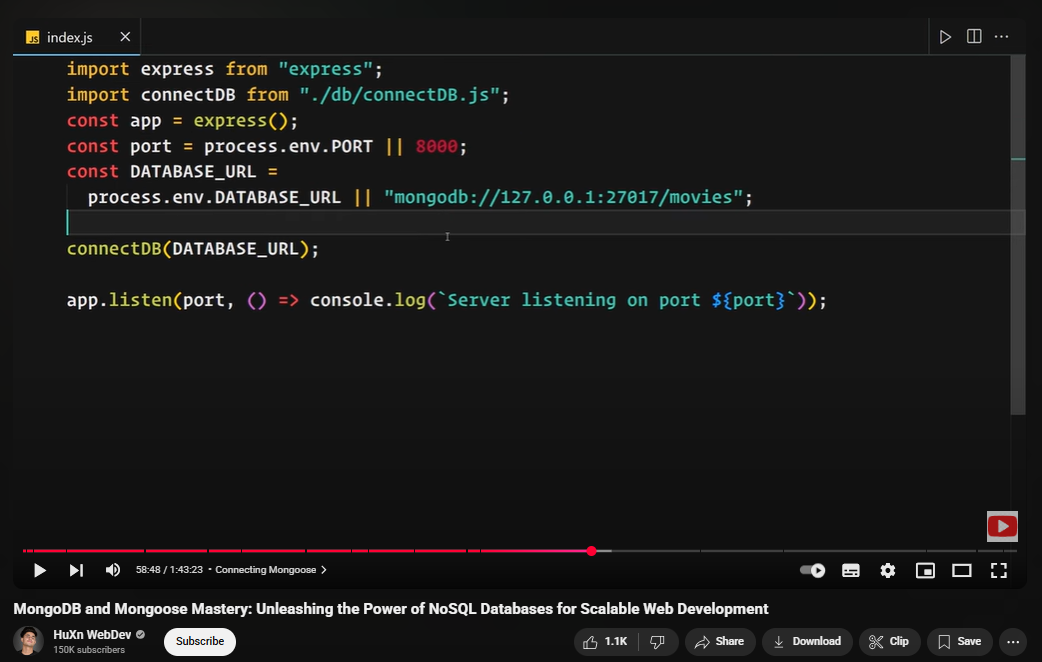 JS index.js
import express from "express";
import connectDB from "./db/connectDB.js";
const app = express();
const port = process.env.PORT || 8000;
const DATABASE_URL =
process.env.DATABASE_URL || "mongodb://127.0.0.1:27017/movies";
connectDB(DATABASE_URL);
app.listen(port, () => console.log(`Server listening on port ${port}`));
58:48 / 1:43:23 • Connecting Mongoose
MongoDB and Mongoose Mastery: Unleashing the Power of NoSQL Databases for Scalable Web Development
HuXn WebDev
150K subscribers
Subscribe
1.1K
Share
Download
Clip
Save